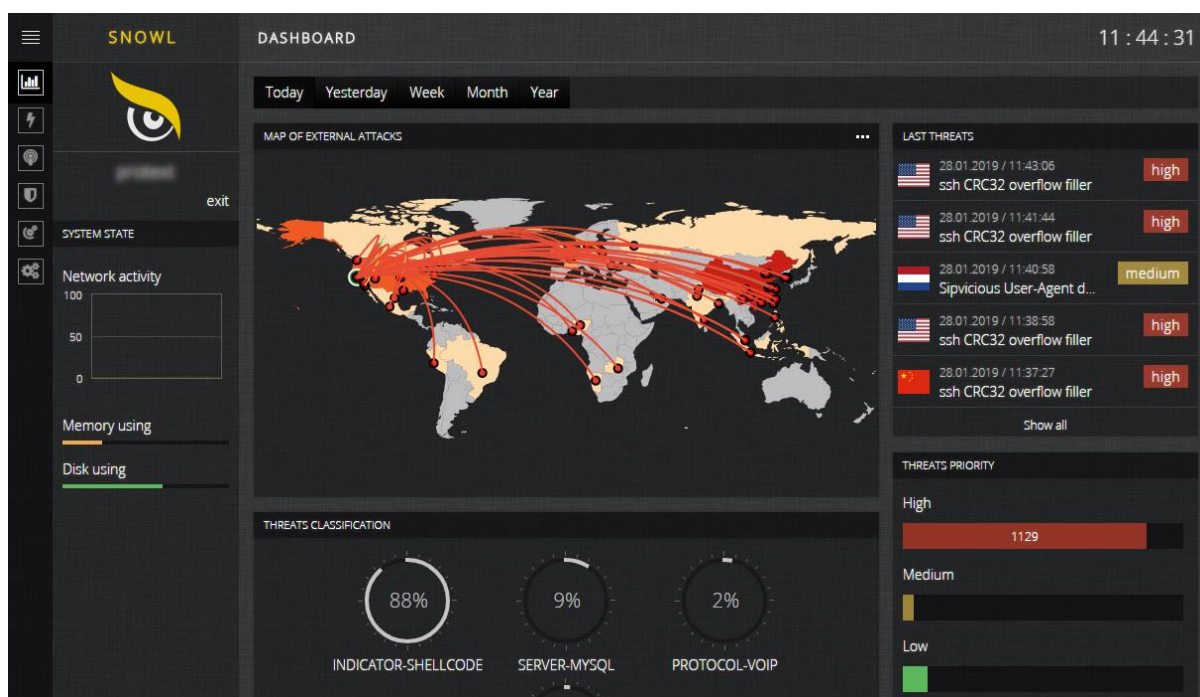 SNOWL
DASHBOARD
11 : 44 : 31
Today Yesterday Week Month Year
exit
SYSTEM STATE
Network activity
100
50
0
Memory using
Disk using
MAP OF EXTERNAL ATTACKS
THREATS CLASSIFICATION
88%
INDICATOR-SHELLCODE
9%
SERVER-MYSQL
2%
PROTOCOL-VOIP
LAST THREATS
28.01.2019 / 11:43:06
ssh CRC32 overflow filler
high
28.01.2019 / 11:41:44
ssh CRC32 overflow filler
high
28.01.2019 / 11:40:58
Sipvicious User-Agent d...
medium
28.01.2019 / 11:38:58
ssh CRC32 overflow filler
high
28.01.2019 / 11:37:27
ssh CRC32 overflow filler
high
Show all
THREATS PRIORITY
High
1129
Medium
Low